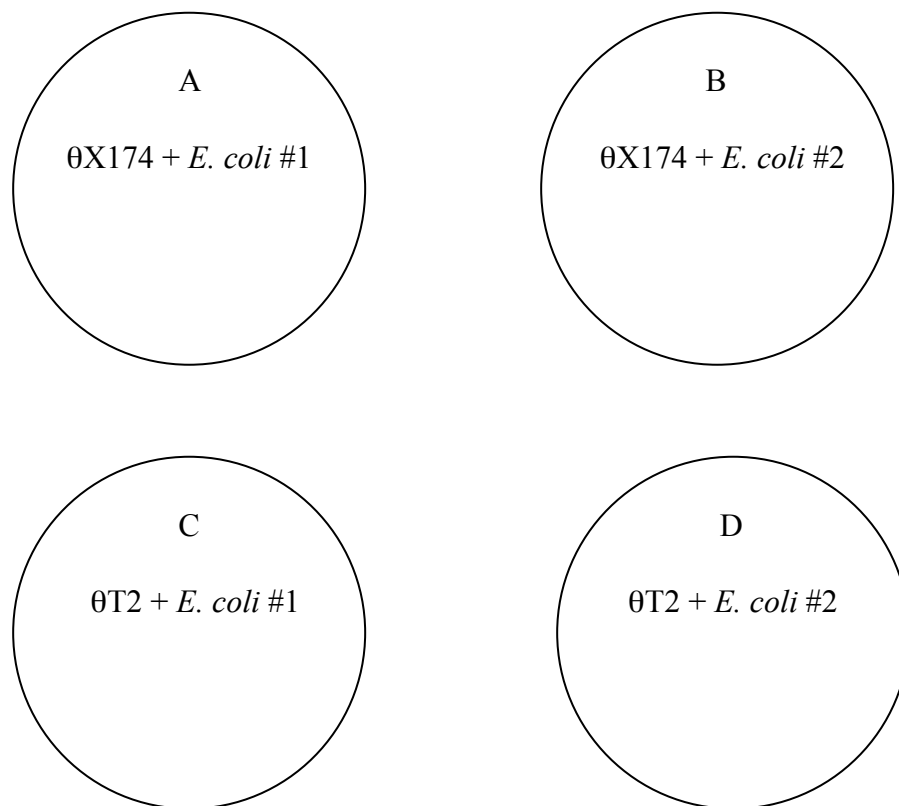 A
θX174 + E. coli #1
B
θX174 + E. coli #2
C
θT2 + E. coli #1
D
θT2 + E. coli #2